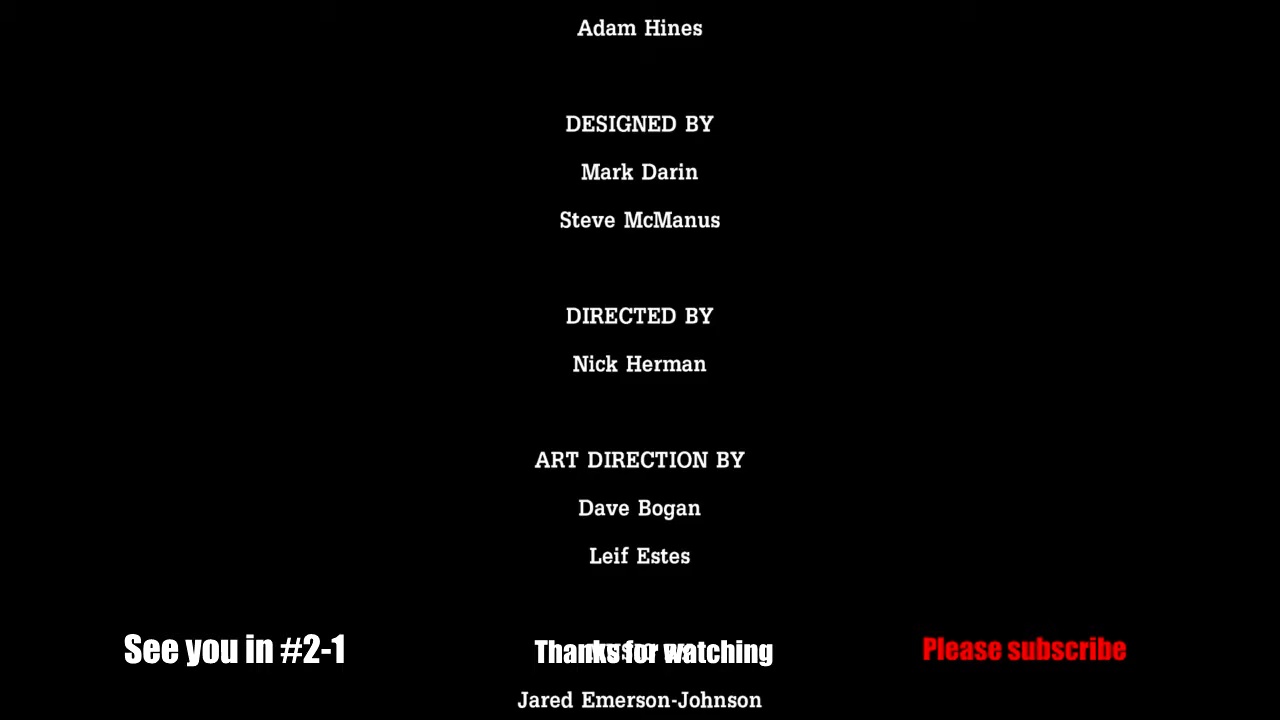 Adam Hines
DESIGNED BY
Mark Darin
Steve McManus
DIRECTED BY
Nick Herman
ART DIRECTION BY
Dave Bogan
Leif Estes
See you in #2-1
Thanks for watching
Please subscribe
Jared Emerson-Johnson